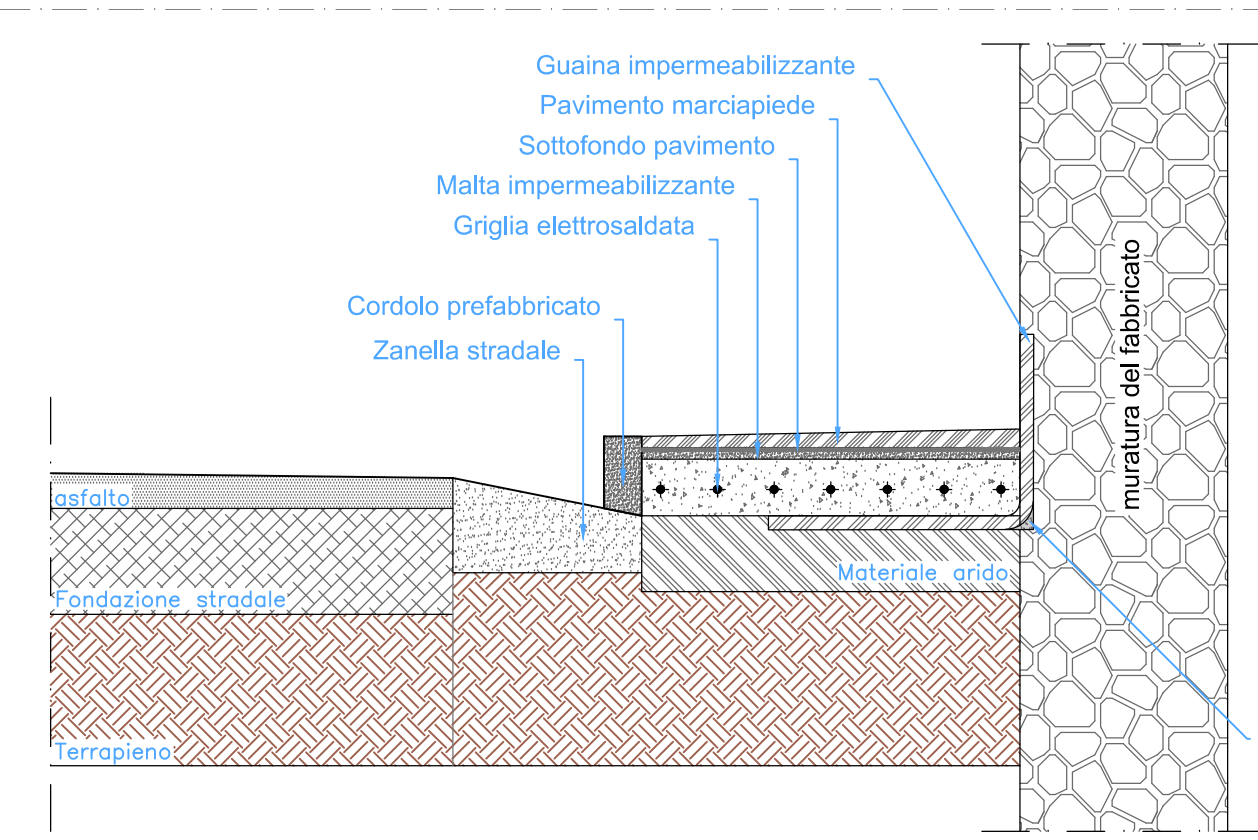 Guaina impermeabilizzante
Pavimento marciapiede
Sottofondo pavimento
Malta impermeabilizzante
Griglia elettrosaldata
Cordolo prefabbricato
Zanella stradale
muratura del fabbricato
asfalto
Materiale arido
Fondazione stradale
Terrapieno